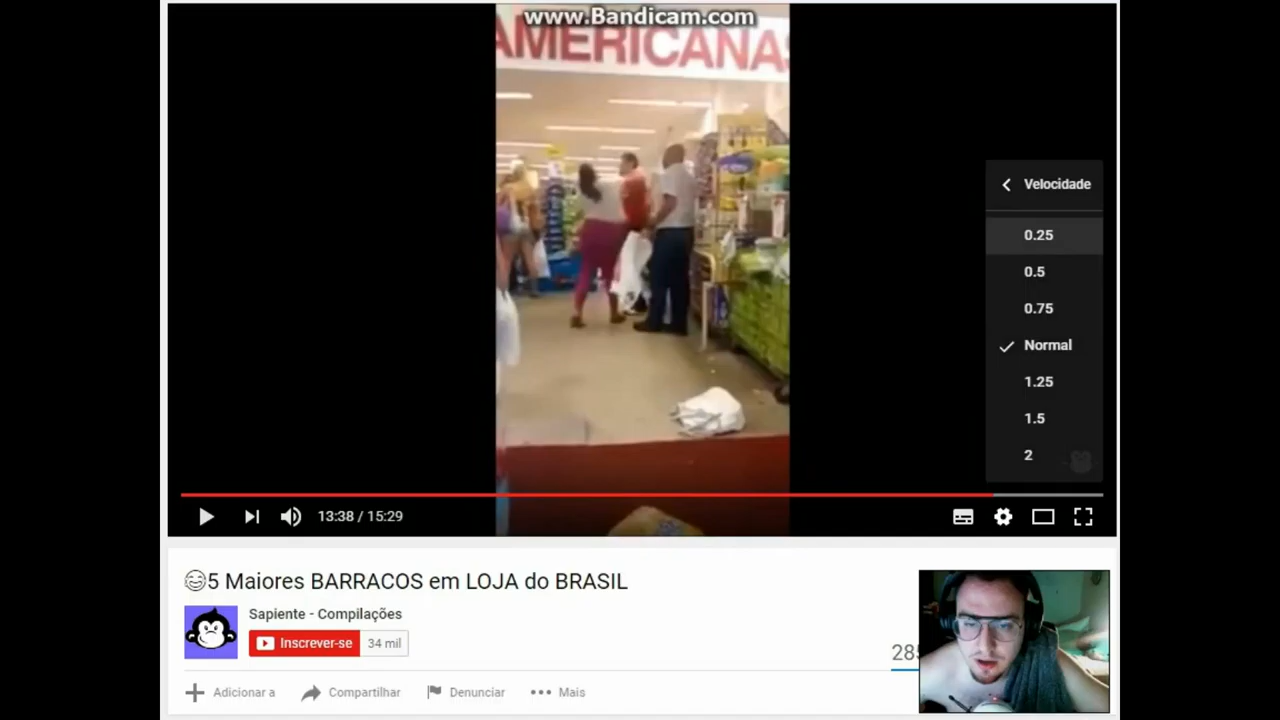 www.Bandicam.com
AMERICANAS
Velocidade
0.25
0.5
0.75
Normal
1.25
1.5
2
13:38 / 15:29
😂5 Maiores BARRACOS em LOJA do BRASIL
Sapiente - Compilações
Inscrever-se 34 mil
285
Adicionar a Compartilhar Denunciar Mais